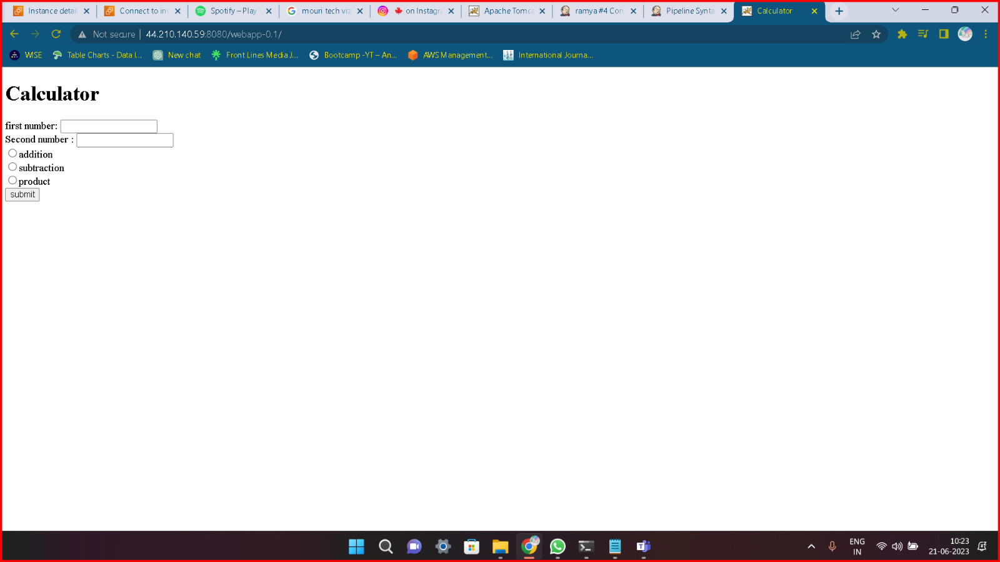 Instance detail
Connect to ins
Spotify – Play
mouri tech viz
on Instagra
Apache Tomca
ramya #4 Con
Pipeline Synta
Calculator
Not secure
44.210.140.59:8080/webapp-0.1/
WISE
Table Charts - Data I...
New chat
Front Lines Media J...
Bootcamp -YT – An...
AWS Management...
International Journa...
Calculator
first number:
Second number :
addition
subtraction
product
submit
ENG
IN
10:23
21-06-2023